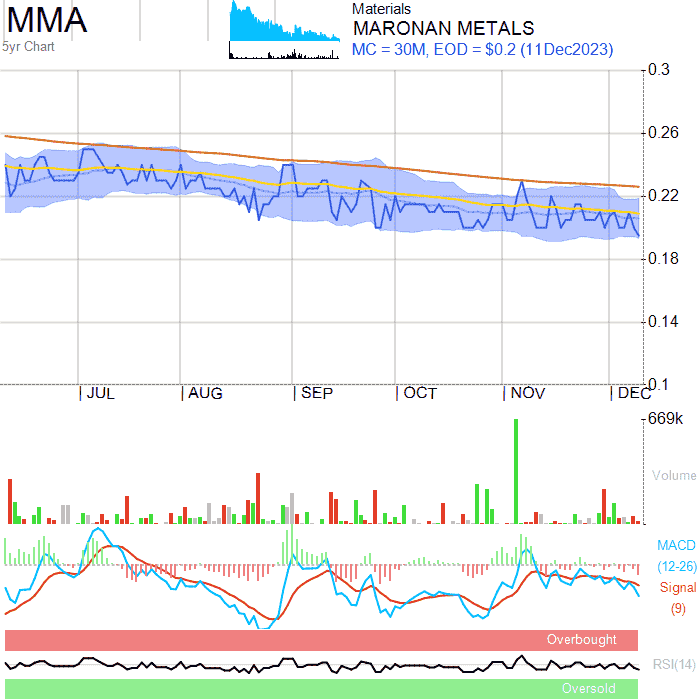 MMA
5yr Chart
Materials
MARONAN METALS
MC = 30M, EOD = $0.2 (11Dec2023)
0.3
0.26
0.22
0.18
0.14
0.1
| JUL | AUG | SEP | OCT | NOV | DEC
669k
Volume
MACD
(12-26)
Signal
(9)
Overbought
RSI(14)
Oversold